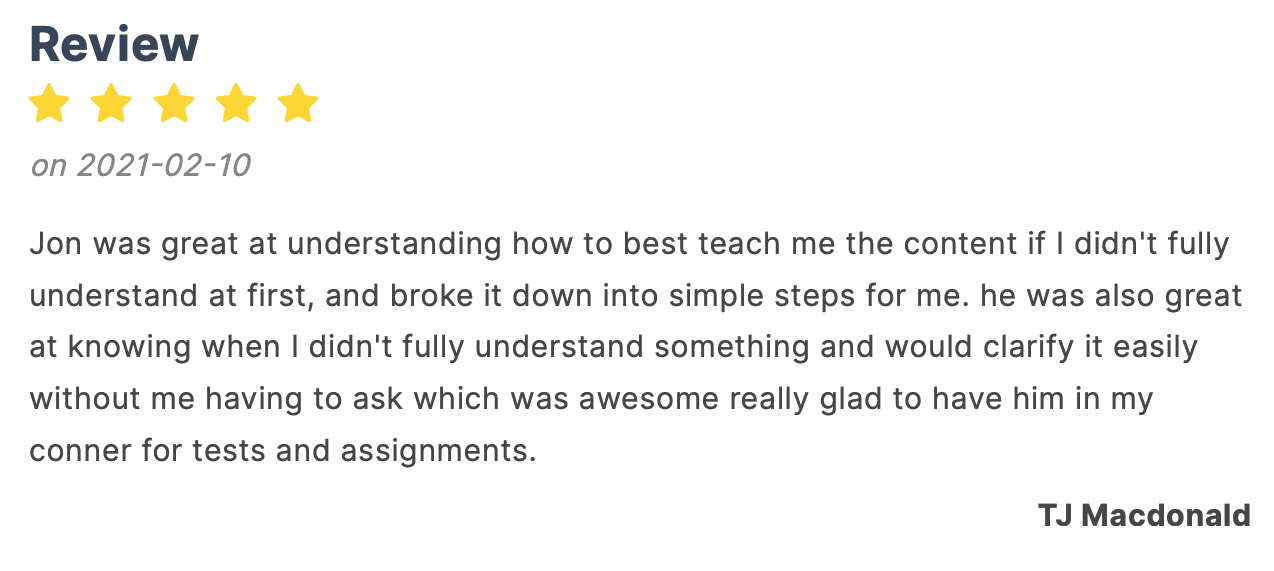 Review
on 2021-02-10
Jon was great at understanding how to best teach me the content if I didn't fully
understand at first, and broke it down into simple steps for me. he was also great
at knowing when I didn't fully understand something and would clarify it easily
without me having to ask which was awesome really glad to have him in my
conner for tests and assignments.
TJ Macdonald